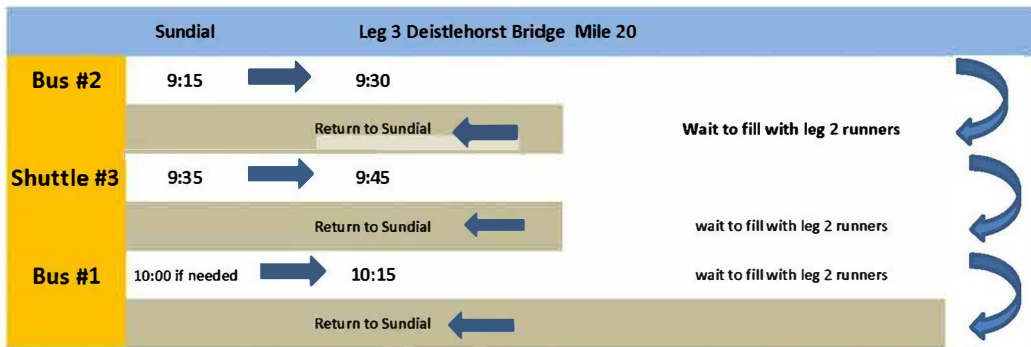 Sundial Leg 3 Deistlehorst Bridge Mile 20
Bus #2 9:15 9:30
Return to Sundial Wait to fill with leg 2 runners
Shuttle #3 9:35 9:45
Return to Sundial wait to fill with leg 2 runners
Bus #1 10:00 if needed 10:15 wait to fill with leg 2 runners
Return to Sundial